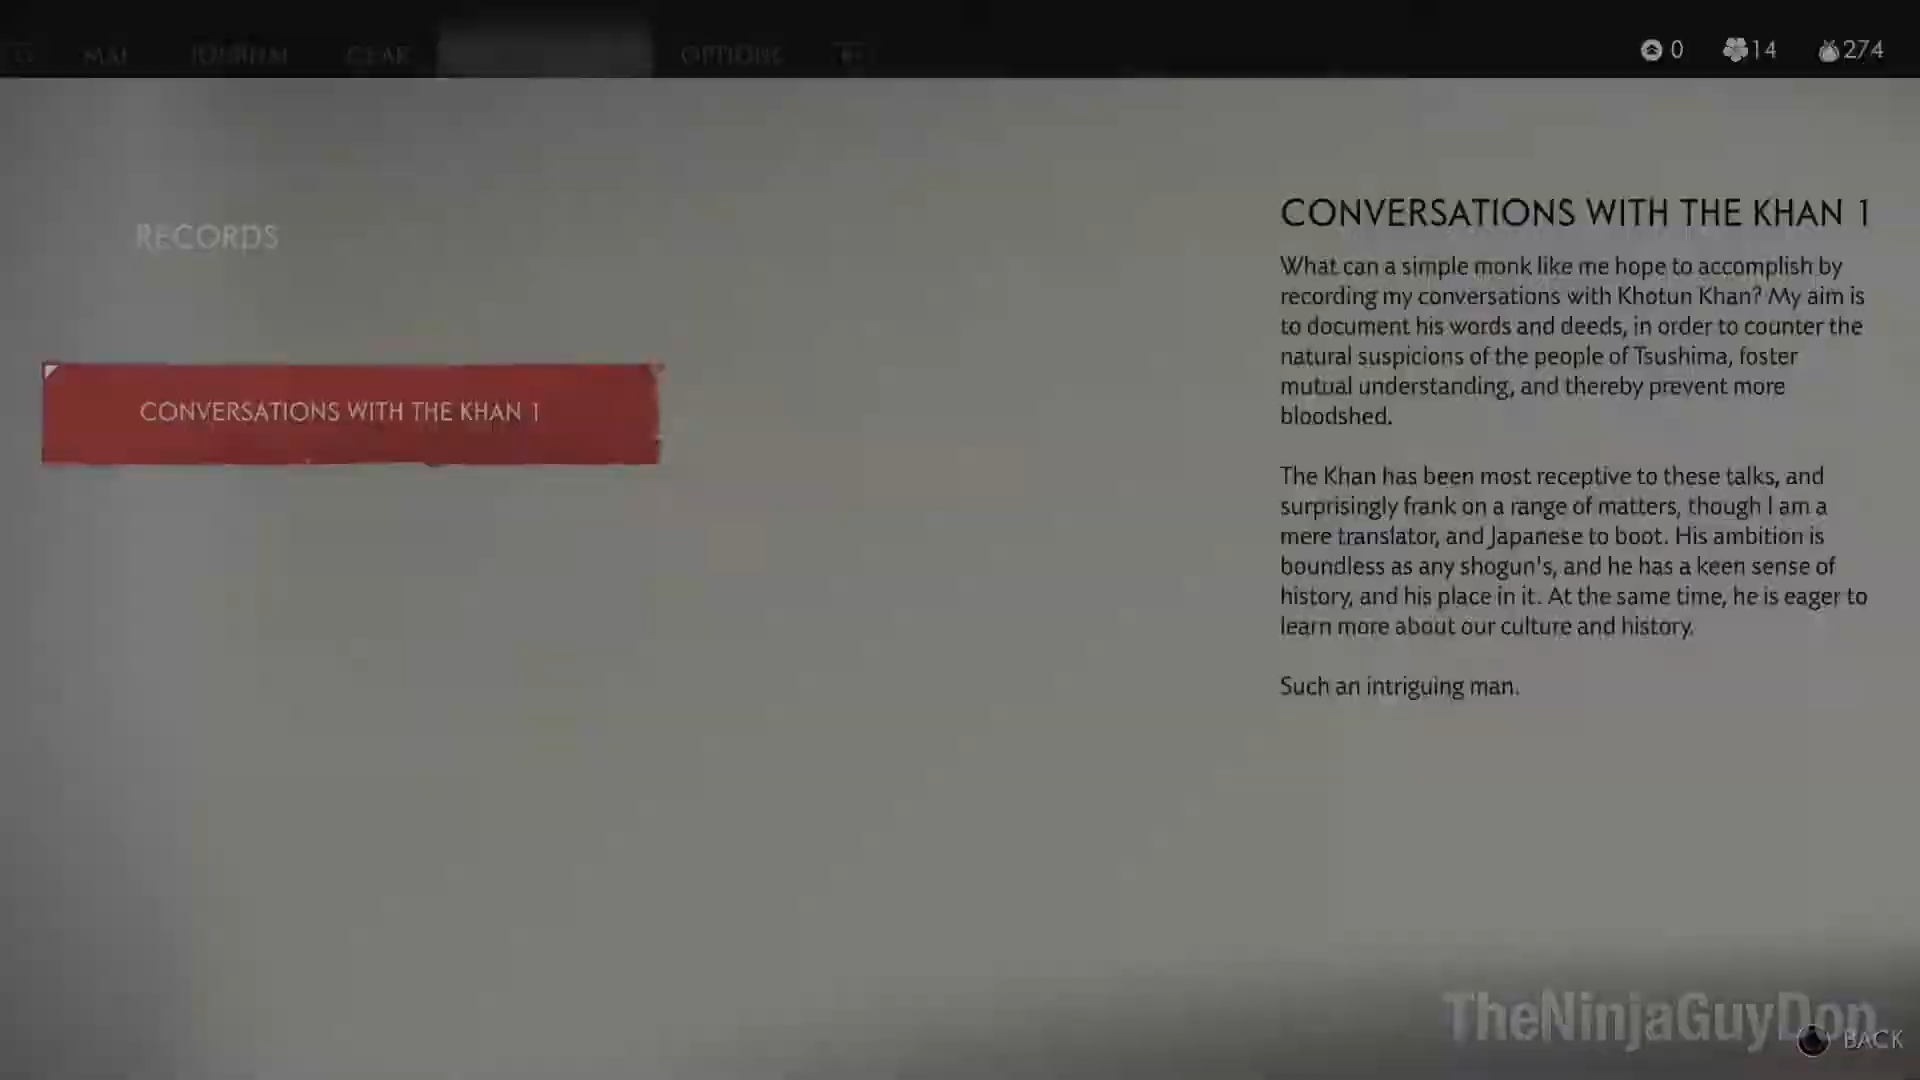 MAP JOURNAL GEAR OPTIONS
0 14 274
RECORDS
CONVERSATIONS WITH THE KHAN 1
CONVERSATIONS WITH THE KHAN 1
What can a simple monk like me hope to accomplish by
recording my conversations with Khotun Khan? My aim is
to document his words and deeds, in order to counter the
natural suspicions of the people of Tsushima, foster
mutual understanding, and thereby prevent more
bloodshed.
The Khan has been most receptive to these talks, and
surprisingly frank on a range of matters, though I am a
mere translator, and Japanese to boot. His ambition is
boundless as any shogun's, and he has a keen sense of
history, and his place in it. At the same time, he is eager to
learn more about our culture and history.
Such an intriguing man.
TheNinjaGuyDon
BACK